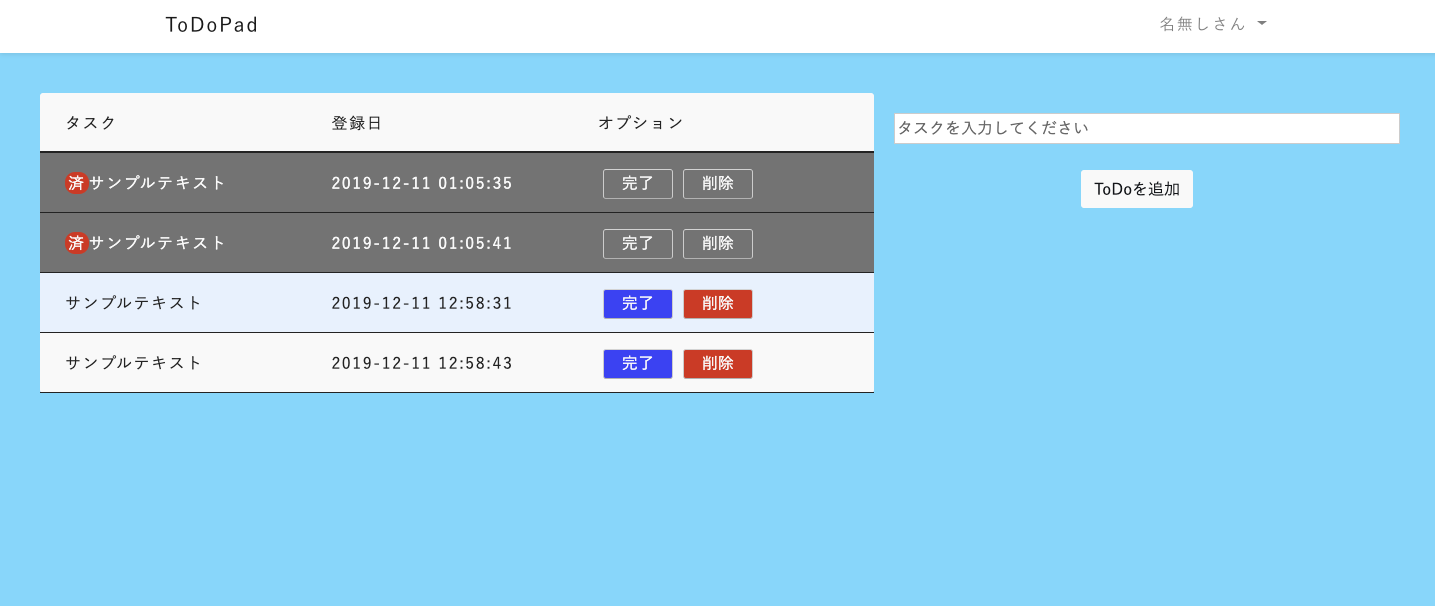 ToDoPad 名無しさん
タスク 登録日 オプション
済サンプルテキスト 2019-12-11 01:05:35 完了 削除
済サンプルテキスト 2019-12-11 01:05:41 完了 削除
サンプルテキスト 2019-12-11 12:58:31 完了 削除
サンプルテキスト 2019-12-11 12:58:43 完了 削除
タスクを入力してください
ToDoを追加